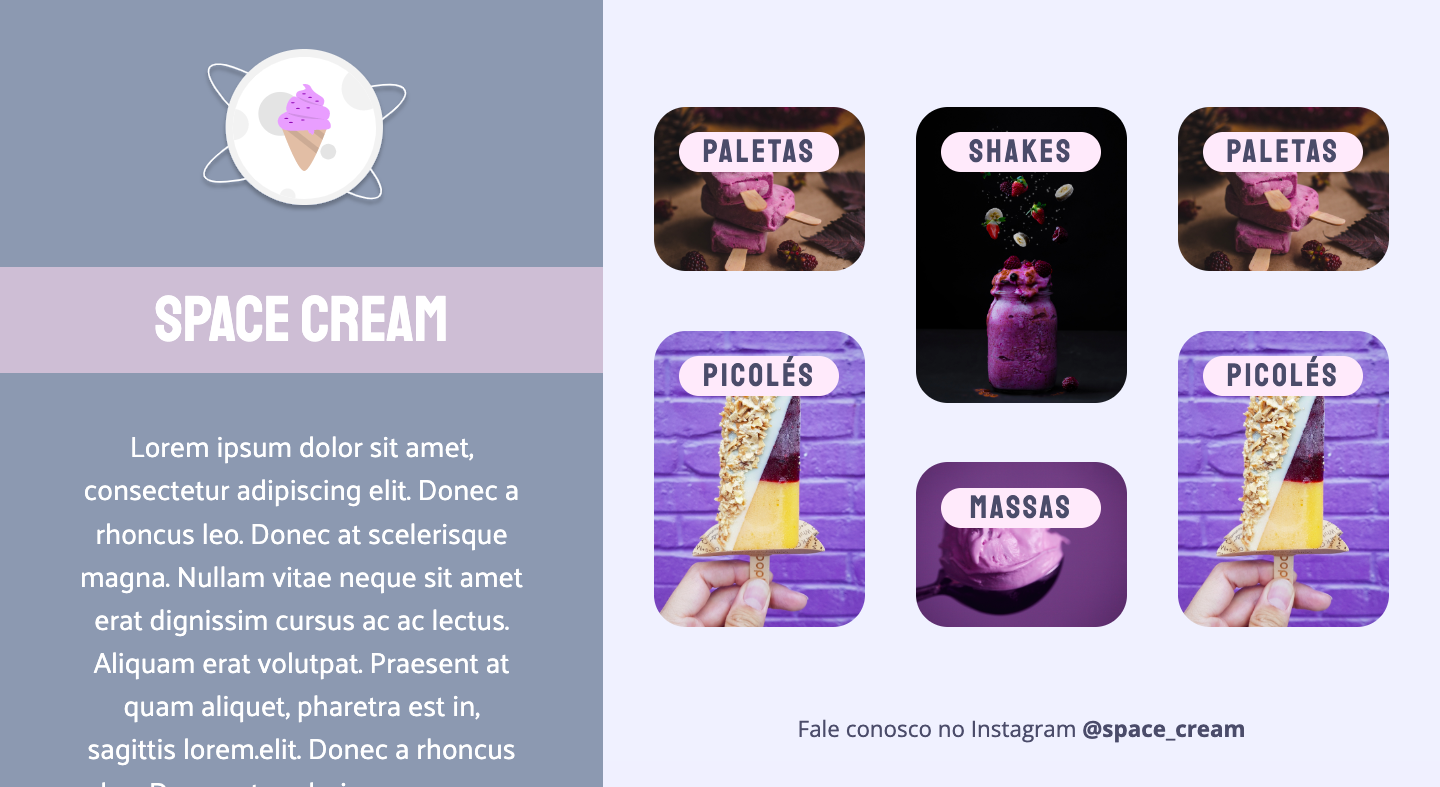 SPACE CREAM
Lorem ipsum dolor sit amet,
consectetur adipiscing elit. Donec a
rhoncus leo. Donec at scelerisque
magna. Nullam vitae neque sit amet
erat dignissim cursus ac ac lectus.
Aliquam erat volutpat. Praesent at
quam aliquet, pharetra est in,
sagittis lorem.elit. Donec a rhoncus
PALETAS
SHAKES
PALETAS
PICOLÉS
MASSAS
PICOLÉS
Fale conosco no Instagram @space_cream